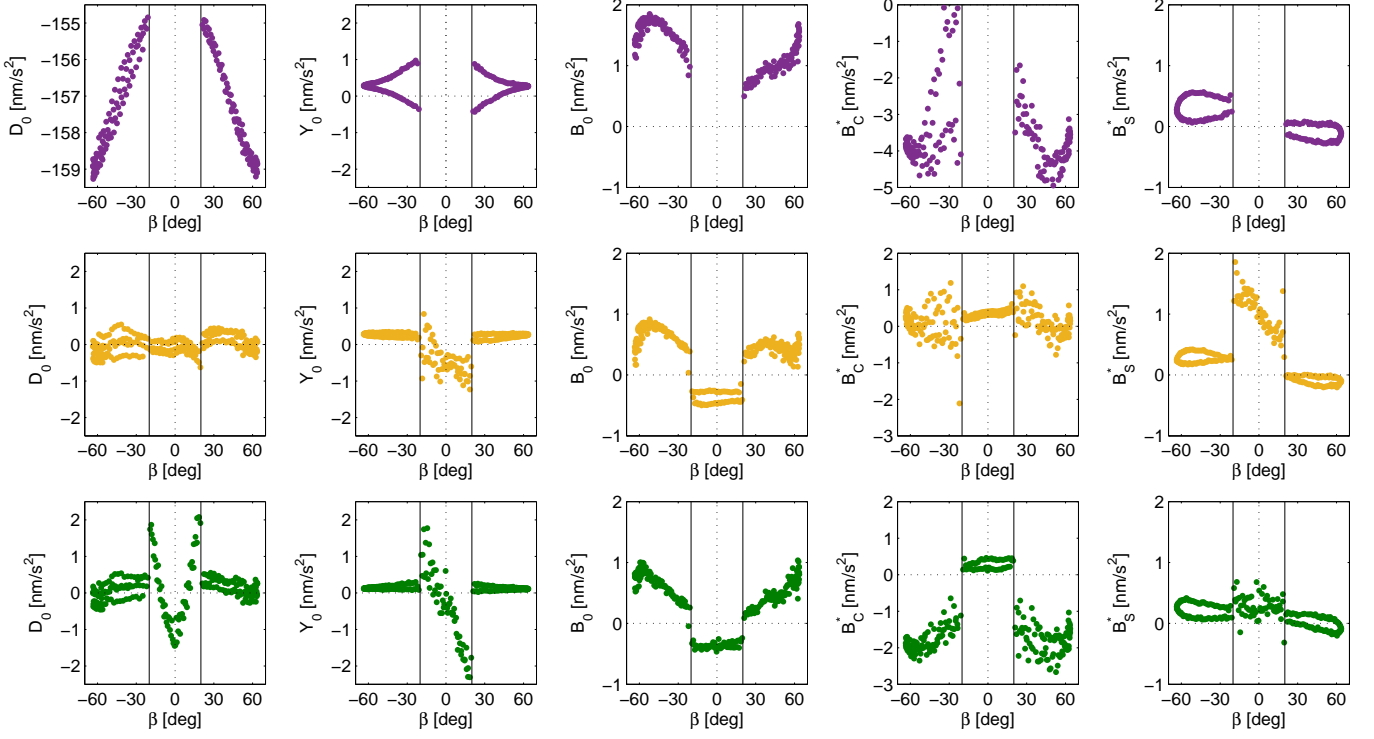 −155
−156
−157
−158
−159
D0 [nm/s²]
−60 −30 0 30 60
β [deg]
2
1
0
−1
−2
Y0 [nm/s²]
−60 −30 0 30 60
β [deg]
2
1
0
−1
B0 [nm/s²]
−60 −30 0 30 60
β [deg]
0
−1
−2
−3
−4
−5
B*C [nm/s²]
−60 −30 0 30 60
β [deg]
2
1
0
−1
B*S [nm/s²]
−60 −30 0 30 60
β [deg]
2
1
0
−1
−2
D0 [nm/s²]
−60 −30 0 30 60
β [deg]
2
1
0
−1
−2
Y0 [nm/s²]
−60 −30 0 30 60
β [deg]
2
1
0
−1
B0 [nm/s²]
−60 −30 0 30 60
β [deg]
2
1
0
−1
−2
−3
B*C [nm/s²]
−60 −30 0 30 60
β [deg]
2
1
0
−1
B*S [nm/s²]
−60 −30 0 30 60
β [deg]
2
1
0
−1
−2
D0 [nm/s²]
−60 −30 0 30 60
β [deg]
2
1
0
−1
−2
Y0 [nm/s²]
−60 −30 0 30 60
β [deg]
2
1
0
−1
B0 [nm/s²]
−60 −30 0 30 60
β [deg]
2
1
0
−1
−2
−3
B*C [nm/s²]
−60 −30 0 30 60
β [deg]
2
1
0
−1
B*S [nm/s²]
−60 −30 0 30 60
β [deg]